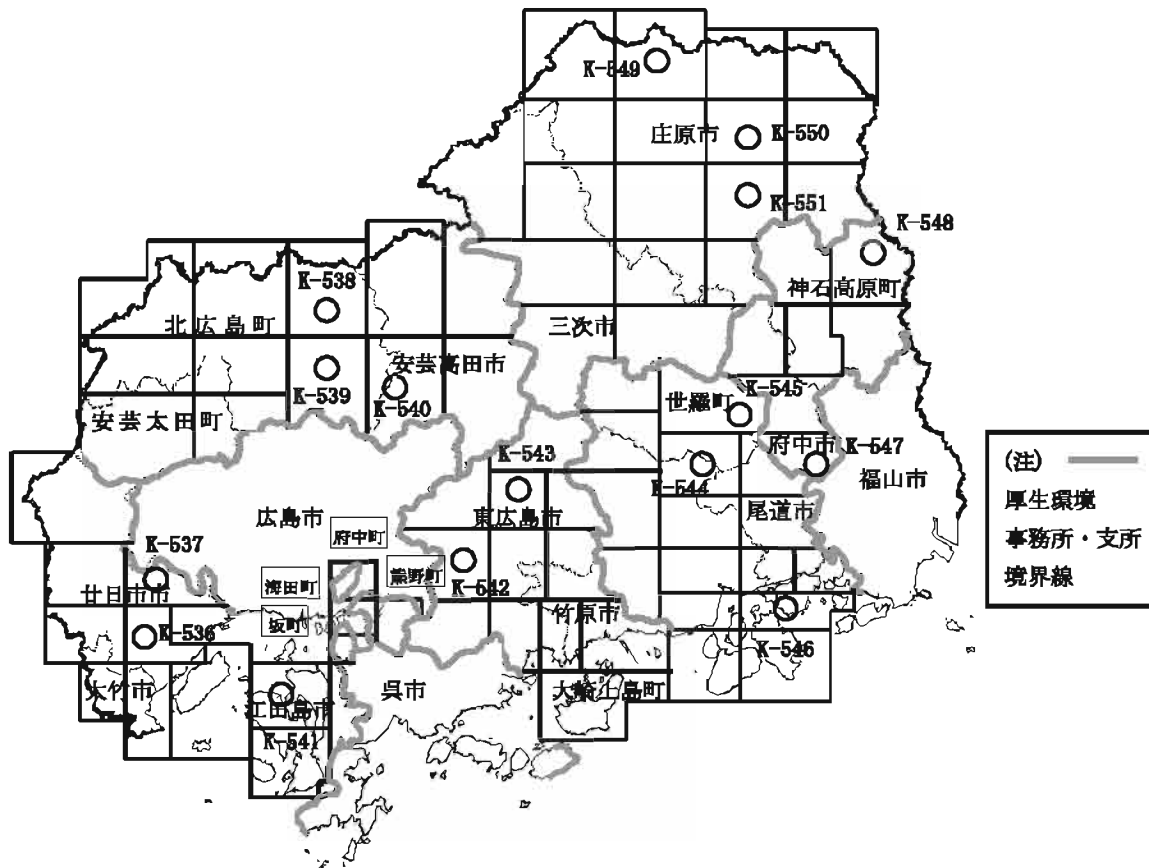 K-549
庄原市
K-550
K-551
K-548
K-538
神石高原町
北広島町
三次市
安芸高田市
K-539
K-540
K-545
世羅町
安芸太田町
府中市
K-547
K-543
K-544
福山市
尾道市
広島市
東広島市
府中町
K-537
熊野町
海田町
K-542
廿日市市
坂町
竹原市
K-536
K-546
大竹市
呉市
大崎上島町
江田島市
K-541
(注)
厚生環境
事務所・支所
境界線